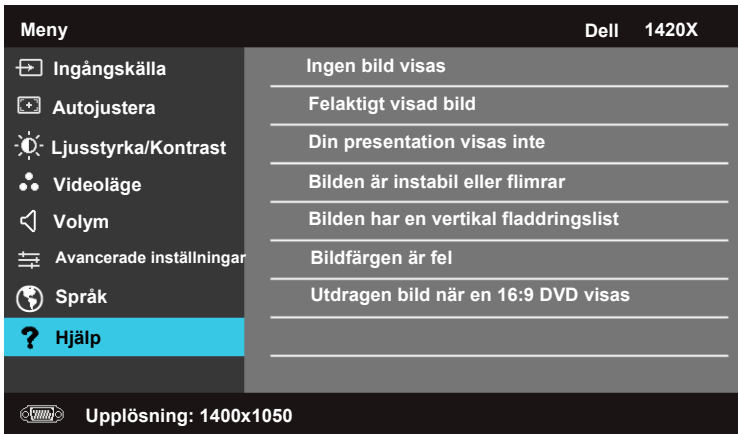 Meny Dell 1420X
Ingångskälla
Autojustera
Ljusstyrka/Kontrast
Videoläge
Volym
Avancerade inställningar
Språk
Hjälp
Ingen bild visas
Felaktigt visad bild
Din presentation visas inte
Bilden är instabil eller flimrar
Bilden har en vertikal fladdringslist
Bildfärgen är fel
Utdragen bild när en 16:9 DVD visas
Upplösning: 1400x1050